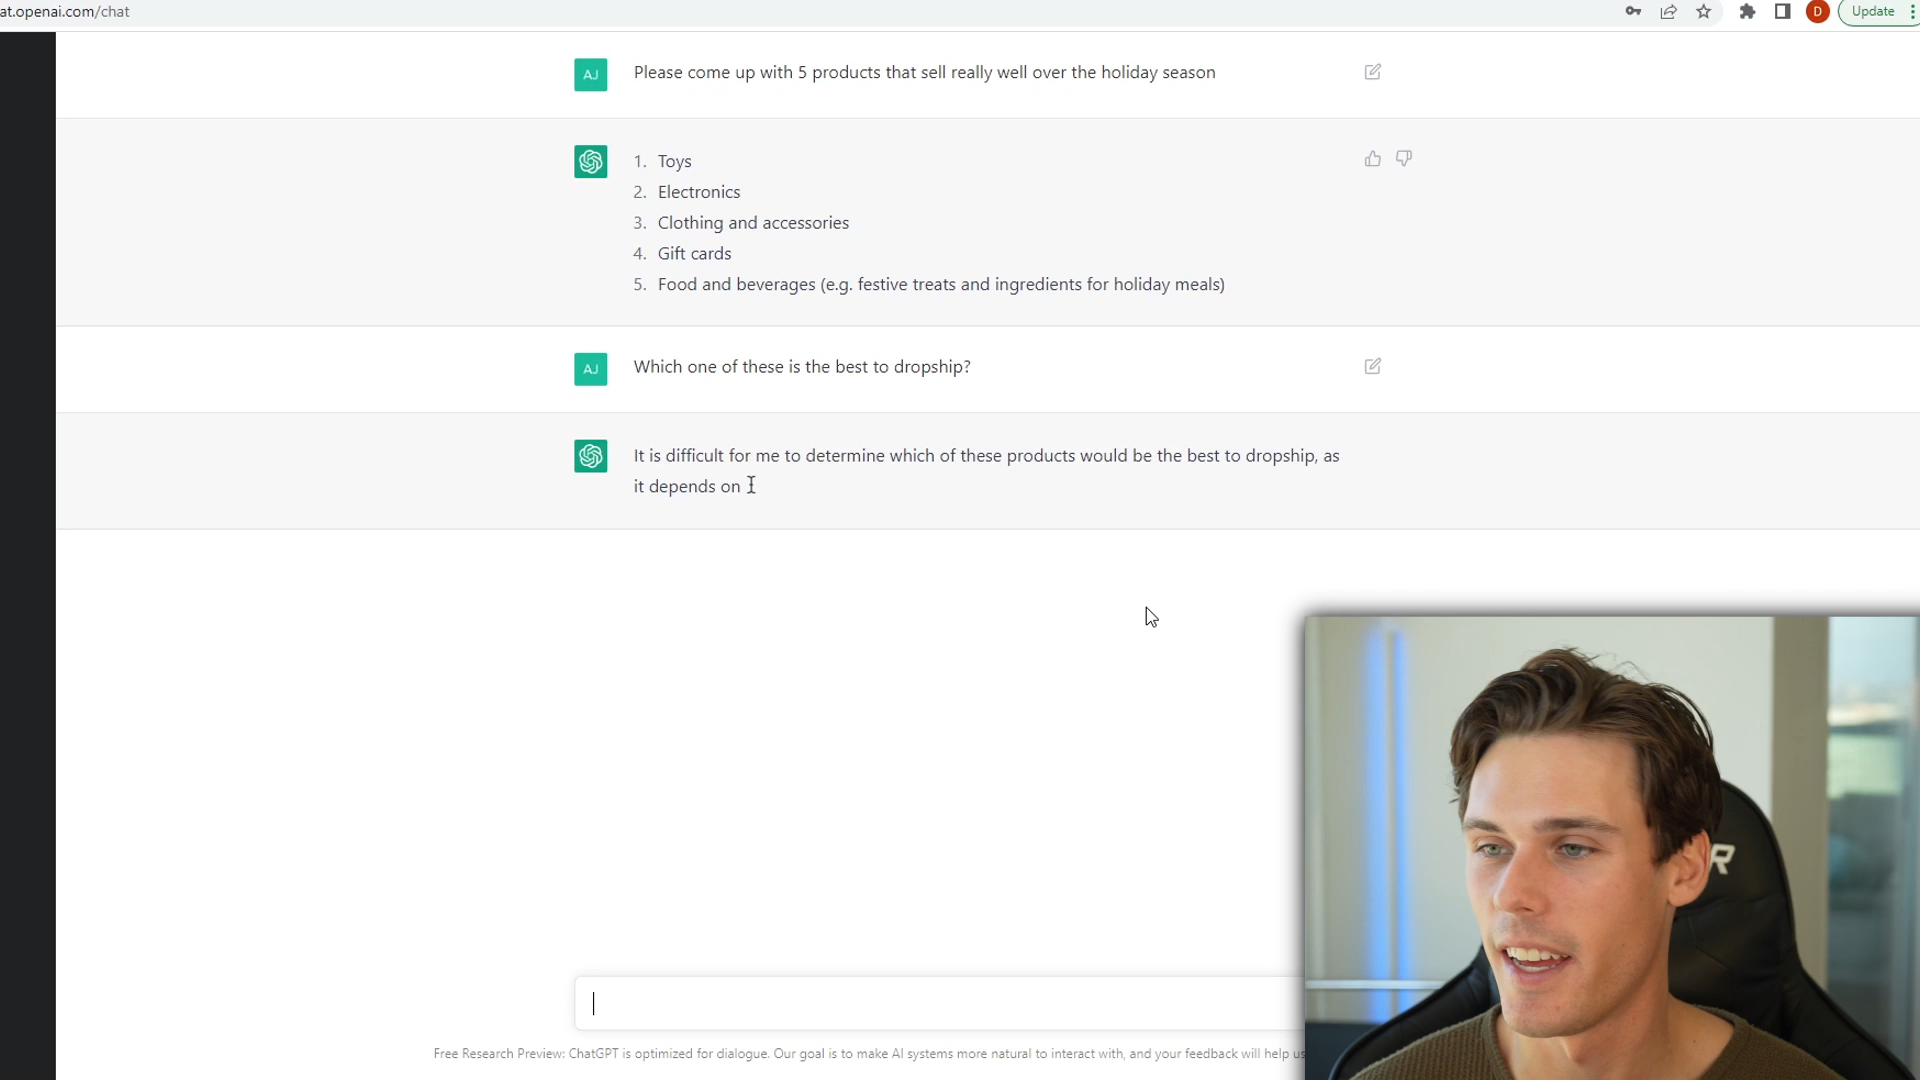 at.openai.com/chat
D
Update
AJ
Please come up with 5 products that sell really well over the holiday season
1. Toys
2. Electronics
3. Clothing and accessories
4. Gift cards
5. Food and beverages (e.g. festive treats and ingredients for holiday meals)
AJ
Which one of these is the best to dropship?
It is difficult for me to determine which of these products would be the best to dropship, as
it depends on
R
Free Research Preview: ChatGPT is optimized for dialogue. Our goal is to make AI systems more natural to interact with, and your feedback will help us